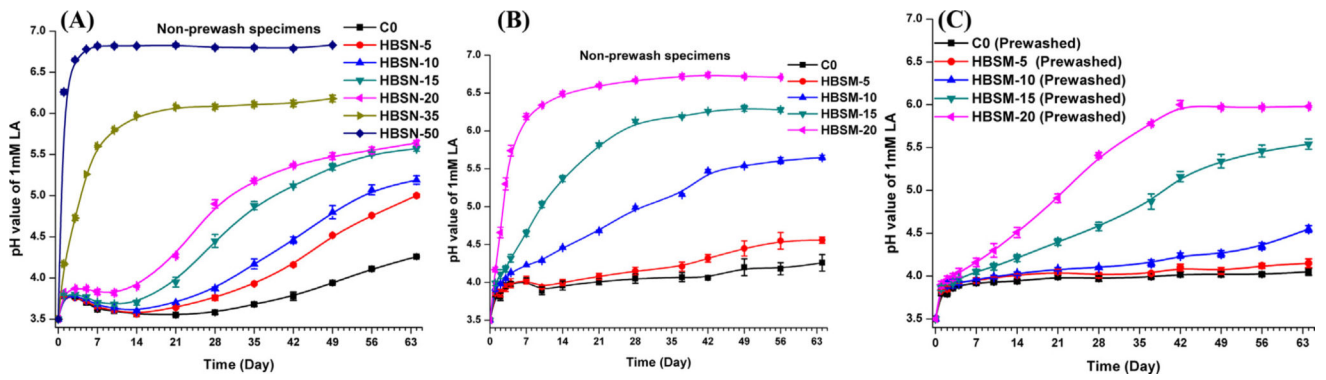 (A)
Non-prewash specimens
C0
HBSN-5
HBSN-10
HBSN-15
HBSN-20
HBSN-35
HBSN-50
pH value of 1mM LA
7.0
6.5
6.0
5.5
5.0
4.5
4.0
3.5
0 7 14 21 28 35 42 49 56 63
Time (Day)
(B)
Non-prewash specimens
C0
HBSM-5
HBSM-10
HBSM-15
HBSM-20
pH value of 1mM LA
7.0
6.5
6.0
5.5
5.0
4.5
4.0
3.5
0 7 14 21 28 35 42 49 56 63
Time (Day)
(C)
C0 (Prewashed)
HBSM-5 (Prewashed)
HBSM-10 (Prewashed)
HBSM-15 (Prewashed)
HBSM-20 (Prewashed)
pH value of 1mM LA
7.0
6.5
6.0
5.5
5.0
4.5
4.0
3.5
0 7 14 21 28 35 42 49 56 63
Time (Day)